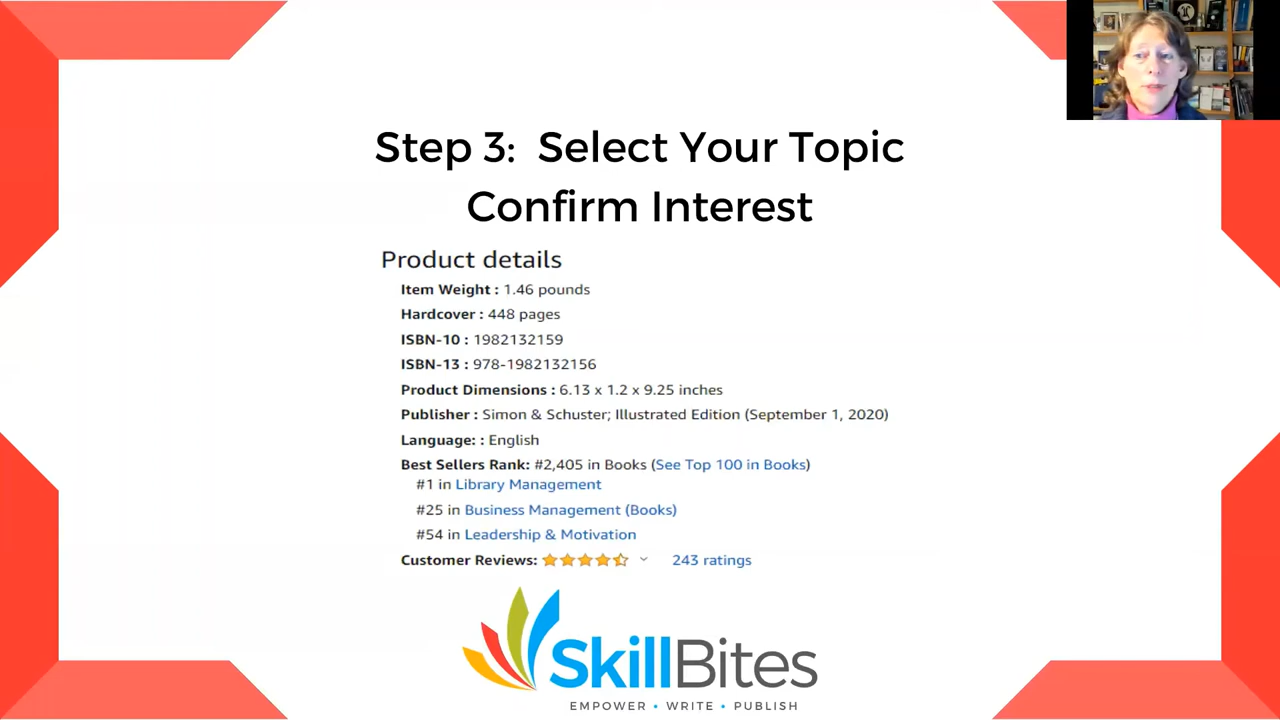 Step 3:  Select Your Topic
Confirm Interest
Product details
Item Weight : 1.46 pounds
Hardcover : 448 pages
ISBN-10 : 1982132159
ISBN-13 : 978-1982132156
Product Dimensions : 6.13 x 1.2 x 9.25 inches
Publisher : Simon & Schuster; Illustrated Edition (September 1, 2020)
Language: : English
Best Sellers Rank: #2,405 in Books (See Top 100 in Books)
#1 in Library Management
#25 in Business Management (Books)
#54 in Leadership & Motivation
Customer Reviews: 243 ratings
SkillBites
EMPOWER • WRITE • PUBLISH